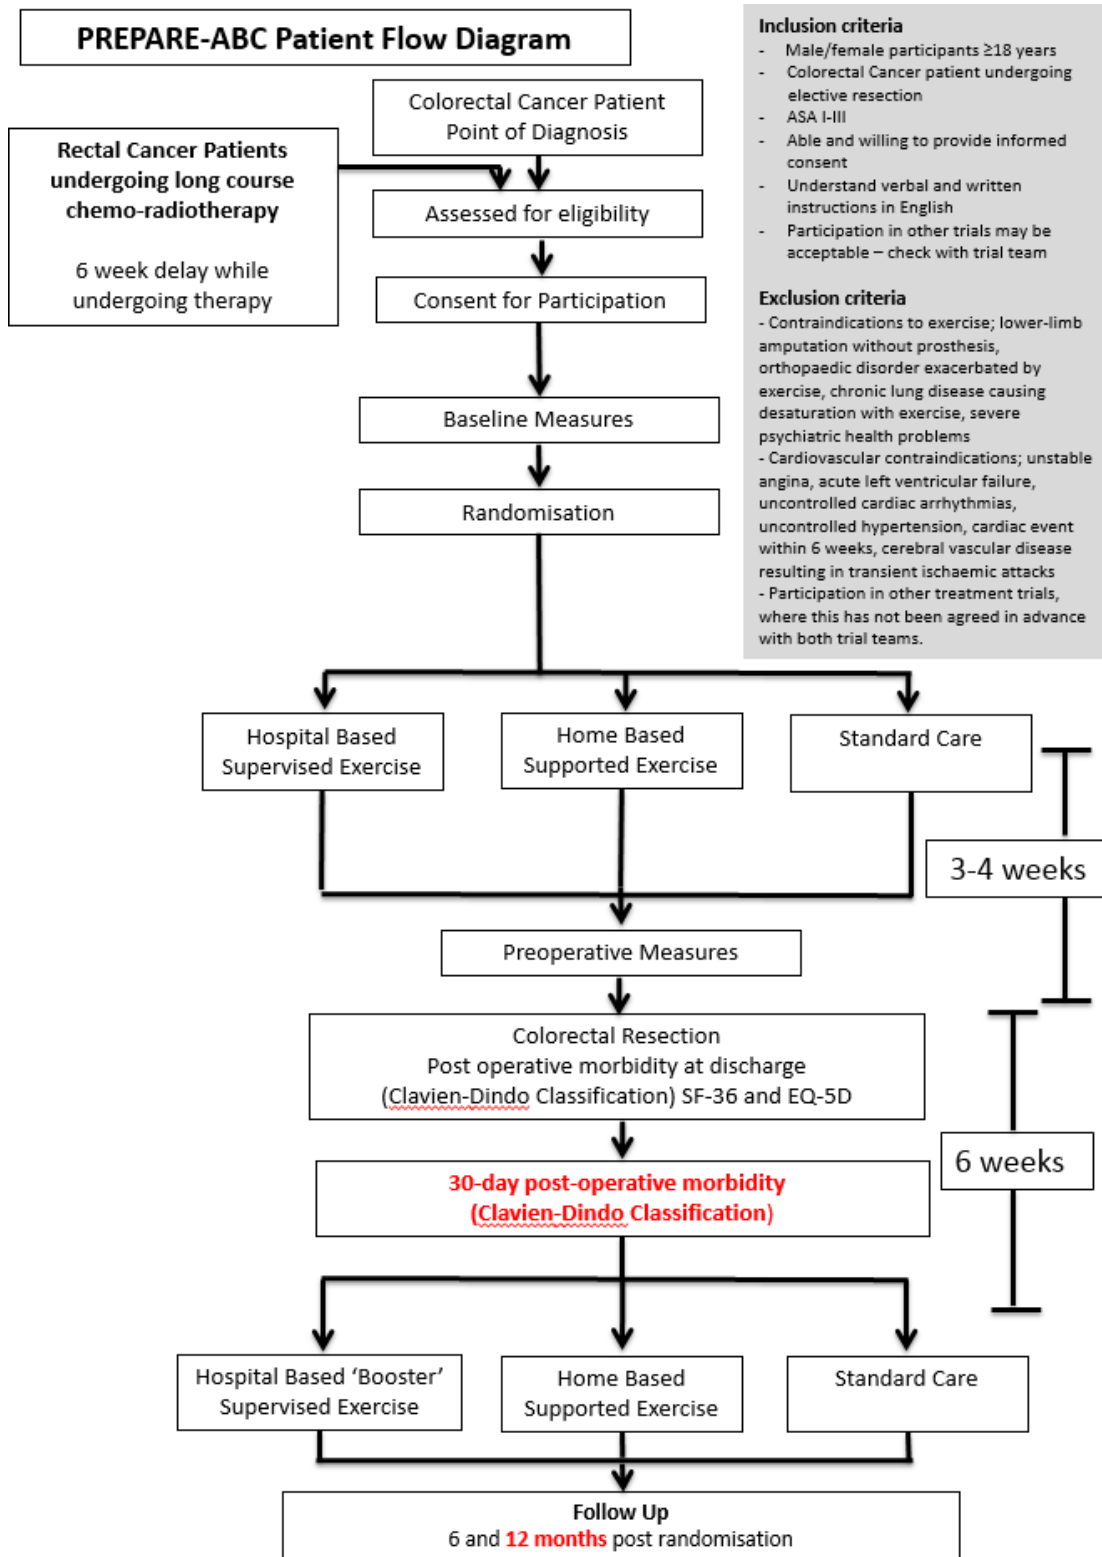 PREPARE-ABC Patient Flow Diagram
Colorectal Cancer Patient
Point of Diagnosis
Rectal Cancer Patients
undergoing long course
chemo-radiotherapy
6 week delay while
undergoing therapy
Assessed for eligibility
Consent for Participation
Baseline Measures
Randomisation
Inclusion criteria
- Male/female participants ≥18 years
- Colorectal Cancer patient undergoing
elective resection
- ASA I-III
- Able and willing to provide informed
consent
- Understand verbal and written
instructions in English
- Participation in other trials may be
acceptable – check with trial team
Exclusion criteria
- Contraindications to exercise; lower-limb
amputation without prosthesis,
orthopaedic disorder exacerbated by
exercise, chronic lung disease causing
desaturation with exercise, severe
psychiatric health problems
- Cardiovascular contraindications; unstable
angina, acute left ventricular failure,
uncontrolled cardiac arrhythmias,
uncontrolled hypertension, cardiac event
within 6 weeks, cerebral vascular disease
resulting in transient ischaemic attacks
- Participation in other treatment trials,
where this has not been agreed in advance
with both trial teams.
Hospital Based
Supervised Exercise
Home Based
Supported Exercise
Standard Care
3-4 weeks
Preoperative Measures
Colorectal Resection
Post operative morbidity at discharge
(Clavien-Dindo Classification) SF-36 and EQ-5D
30-day post-operative morbidity
(Clavien-Dindo Classification)
6 weeks
Hospital Based ‘Booster’
Supervised Exercise
Home Based
Supported Exercise
Standard Care
Follow Up
6 and 12 months post randomisation